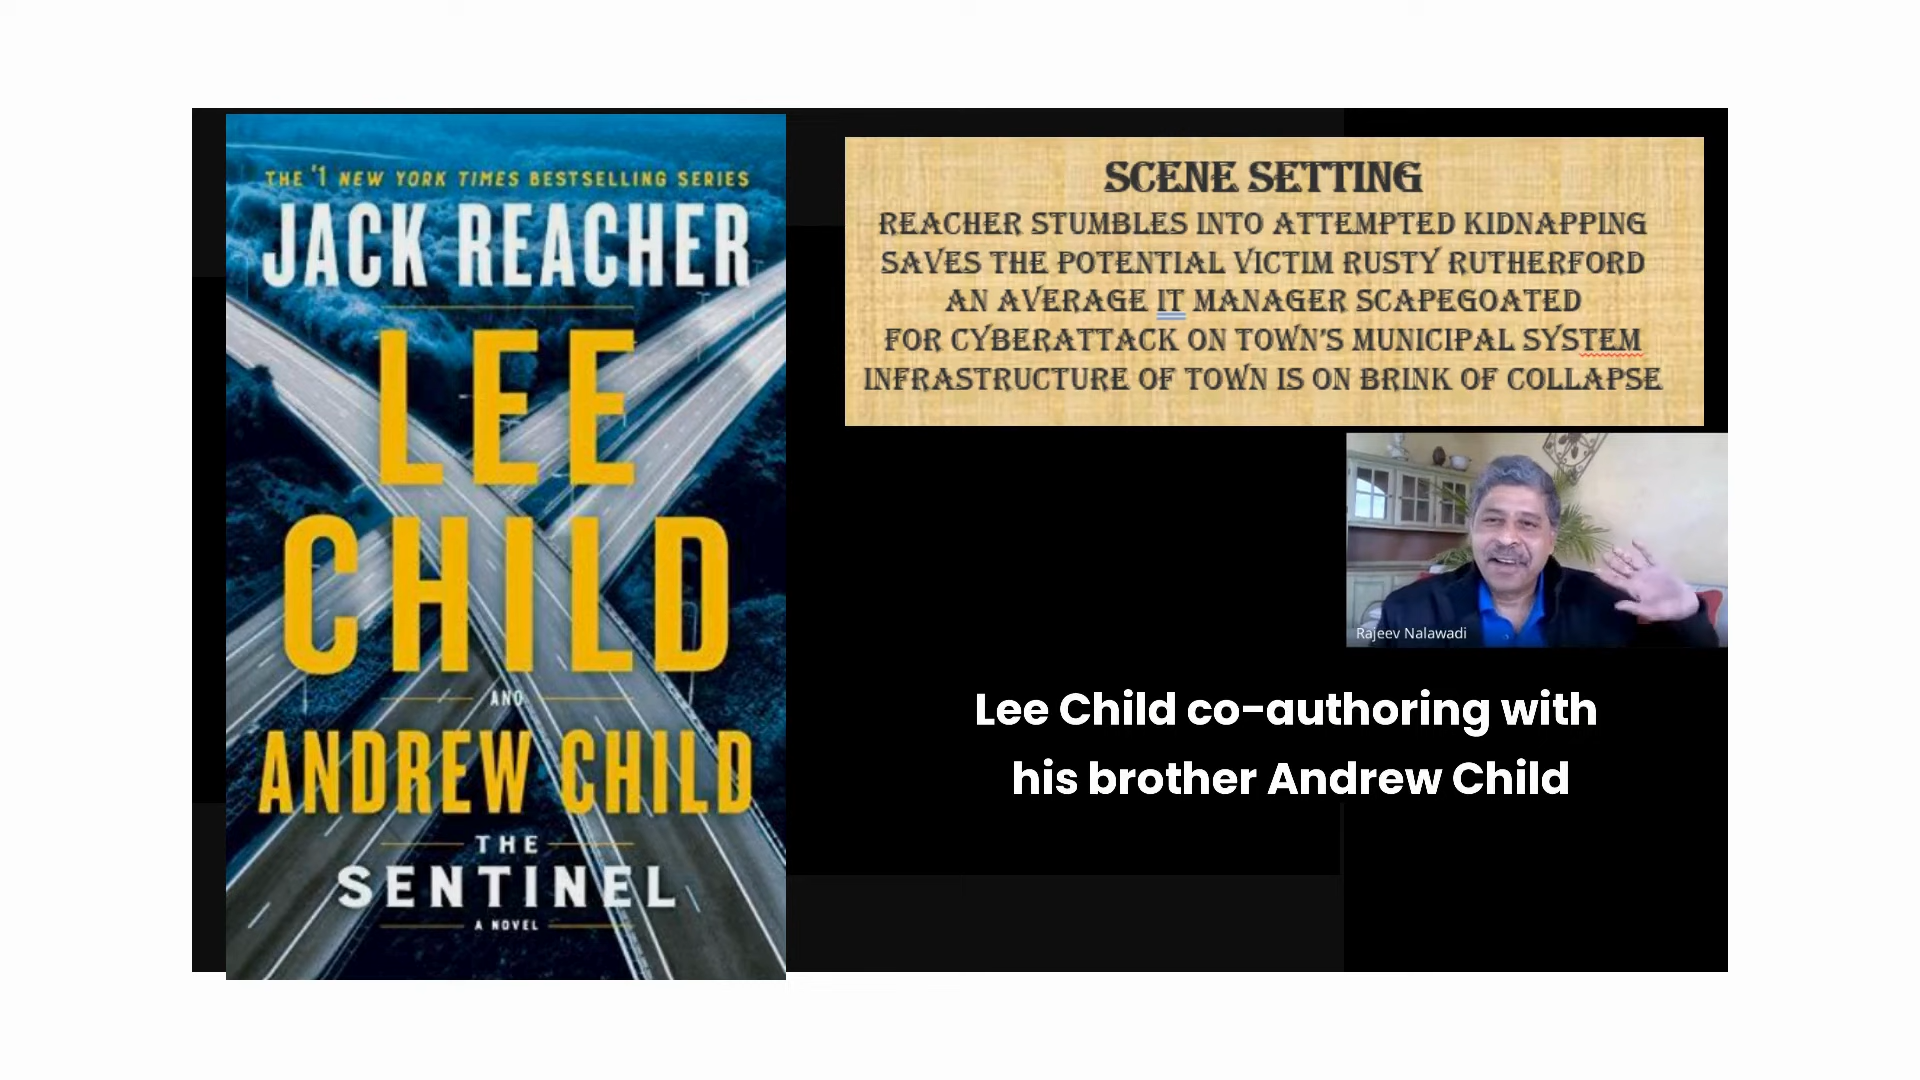 THE #1 NEW YORK TIMES BESTSELLING SERIES
JACK REACHER
LEE
CHILD
AND
ANDREW CHILD
THE
SENTINEL
A NOVEL
SCENE SETTING
REACHER STUMBLES INTO ATTEMPTED KIDNAPPING
SAVES THE POTENTIAL VICTIM RUSTY RUTHERFORD
AN AVERAGE IT MANAGER SCAPEGOATED
FOR CYBERATTACK ON TOWN'S MUNICIPAL SYSTEM
INFRASTRUCTURE OF TOWN IS ON BRINK OF COLLAPSE
Rajeev Nalawadi
Lee Child co-authoring with
his brother Andrew Child